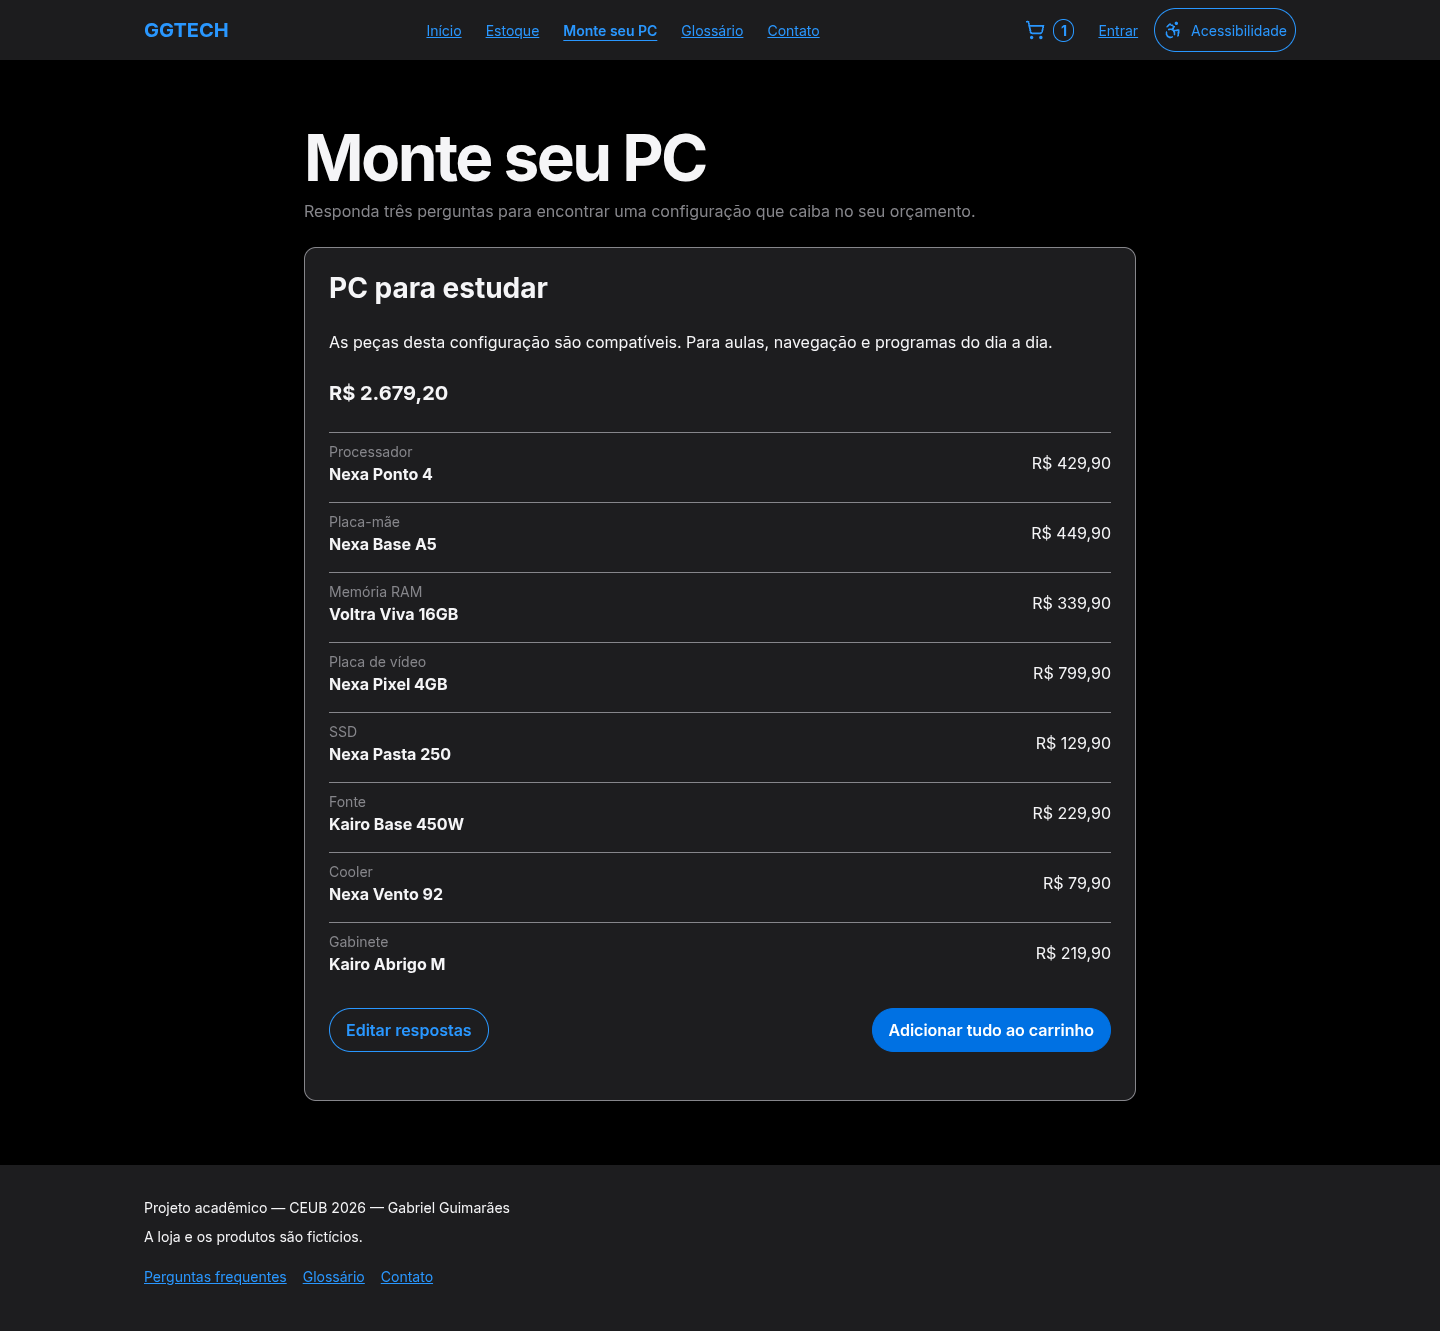 GGTECH
Início Estoque Monte seu PC Glossário Contato
1 Entrar Acessibilidade
Monte seu PC
Responda três perguntas para encontrar uma configuração que caiba no seu orçamento.
PC para estudar
As peças desta configuração são compatíveis. Para aulas, navegação e programas do dia a dia.
R$ 2.679,20
Processador
Nexa Ponto 4
R$ 429,90
Placa-mãe
Nexa Base A5
R$ 449,90
Memória RAM
Voltra Viva 16GB
R$ 339,90
Placa de vídeo
Nexa Pixel 4GB
R$ 799,90
SSD
Nexa Pasta 250
R$ 129,90
Fonte
Kairo Base 450W
R$ 229,90
Cooler
Nexa Vento 92
R$ 79,90
Gabinete
Kairo Abrigo M
R$ 219,90
Editar respostas
Adicionar tudo ao carrinho
Projeto acadêmico — CEUB 2026 — Gabriel Guimarães
A loja e os produtos são fictícios.
Perguntas frequentes Glossário Contato